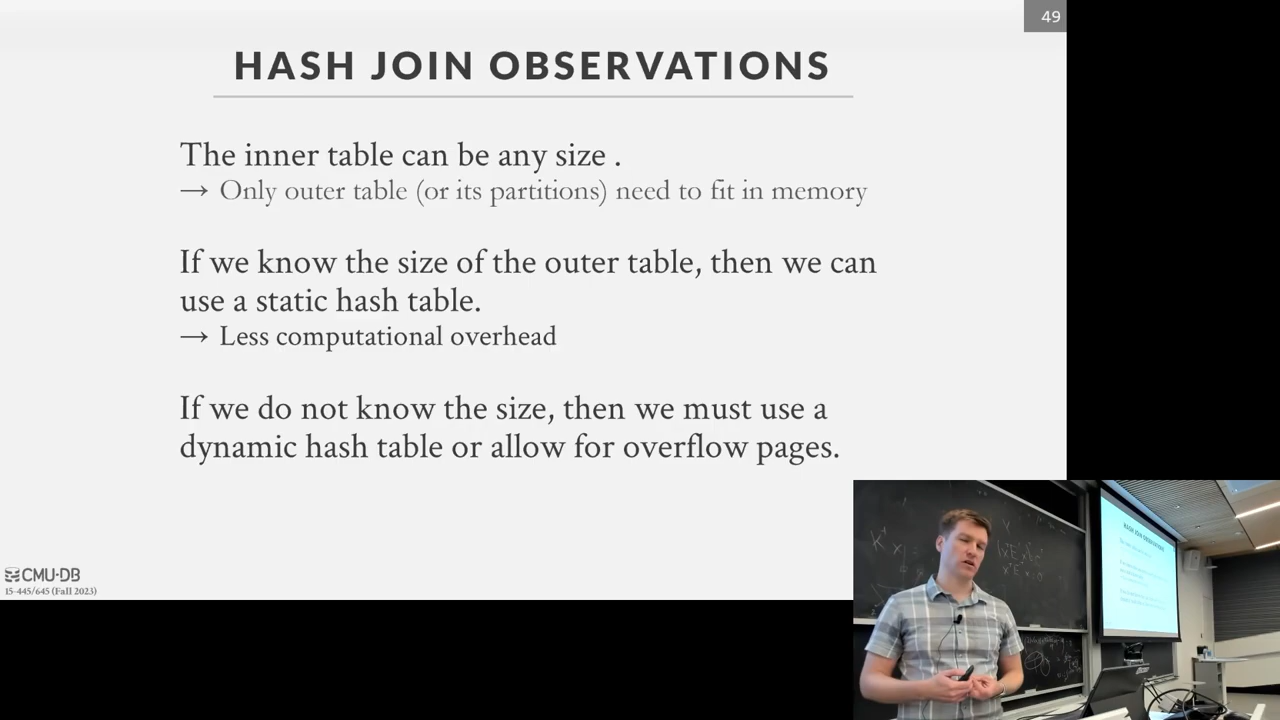 49
HASH JOIN OBSERVATIONS
The inner table can be any size .
→ Only outer table (or its partitions) need to fit in memory
If we know the size of the outer table, then we can
use a static hash table.
→ Less computational overhead
If we do not know the size, then we must use a
dynamic hash table or allow for overflow pages.
CMU·DB
15-445/645 (Fall 2023)
HASH JOIN OBSERVATIONS